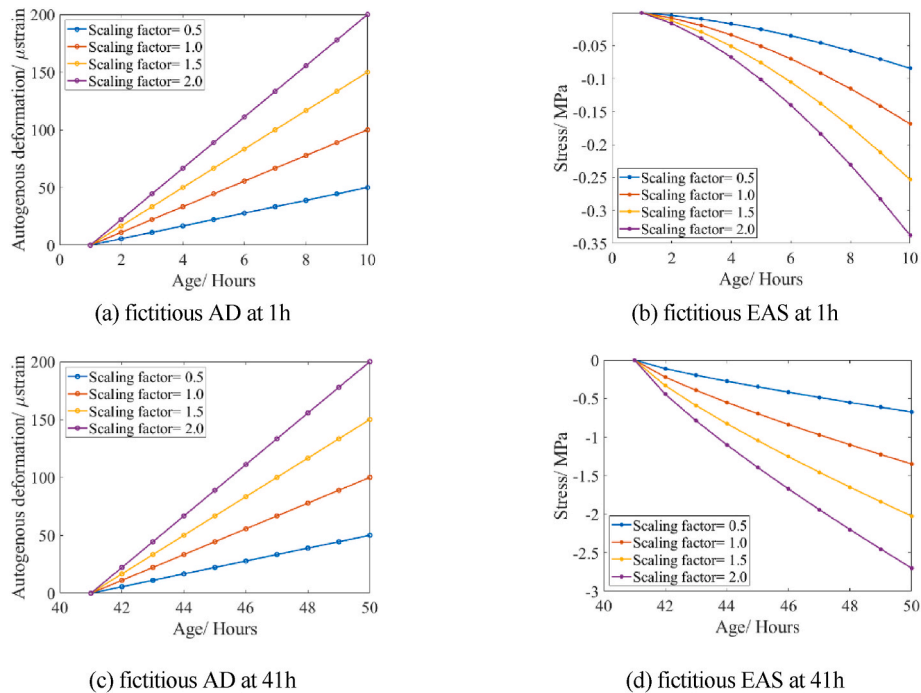 200
150
100
50
0
Autogenous deformation/ μstrain
Scaling factor= 0.5
Scaling factor= 1.0
Scaling factor= 1.5
Scaling factor= 2.0
0 2 4 6 8 10
Age/ Hours
(a) fictitious AD at 1h
-0.05
-0.1
-0.15
-0.2
-0.25
-0.3
-0.35
Stress/ MPa
Scaling factor= 0.5
Scaling factor= 1.0
Scaling factor= 1.5
Scaling factor= 2.0
0 2 4 6 8 10
Age/ Hours
(b) fictitious EAS at 1h
200
150
100
50
0
Autogenous deformation/ μstrain
Scaling factor= 0.5
Scaling factor= 1.0
Scaling factor= 1.5
Scaling factor= 2.0
40 42 44 46 48 50
Age/ Hours
(c) fictitious AD at 41h
0
-0.5
-1
-1.5
-2
-2.5
-3
Stress/ MPa
Scaling factor= 0.5
Scaling factor= 1.0
Scaling factor= 1.5
Scaling factor= 2.0
40 42 44 46 48 50
Age/ Hours
(d) fictitious EAS at 41h